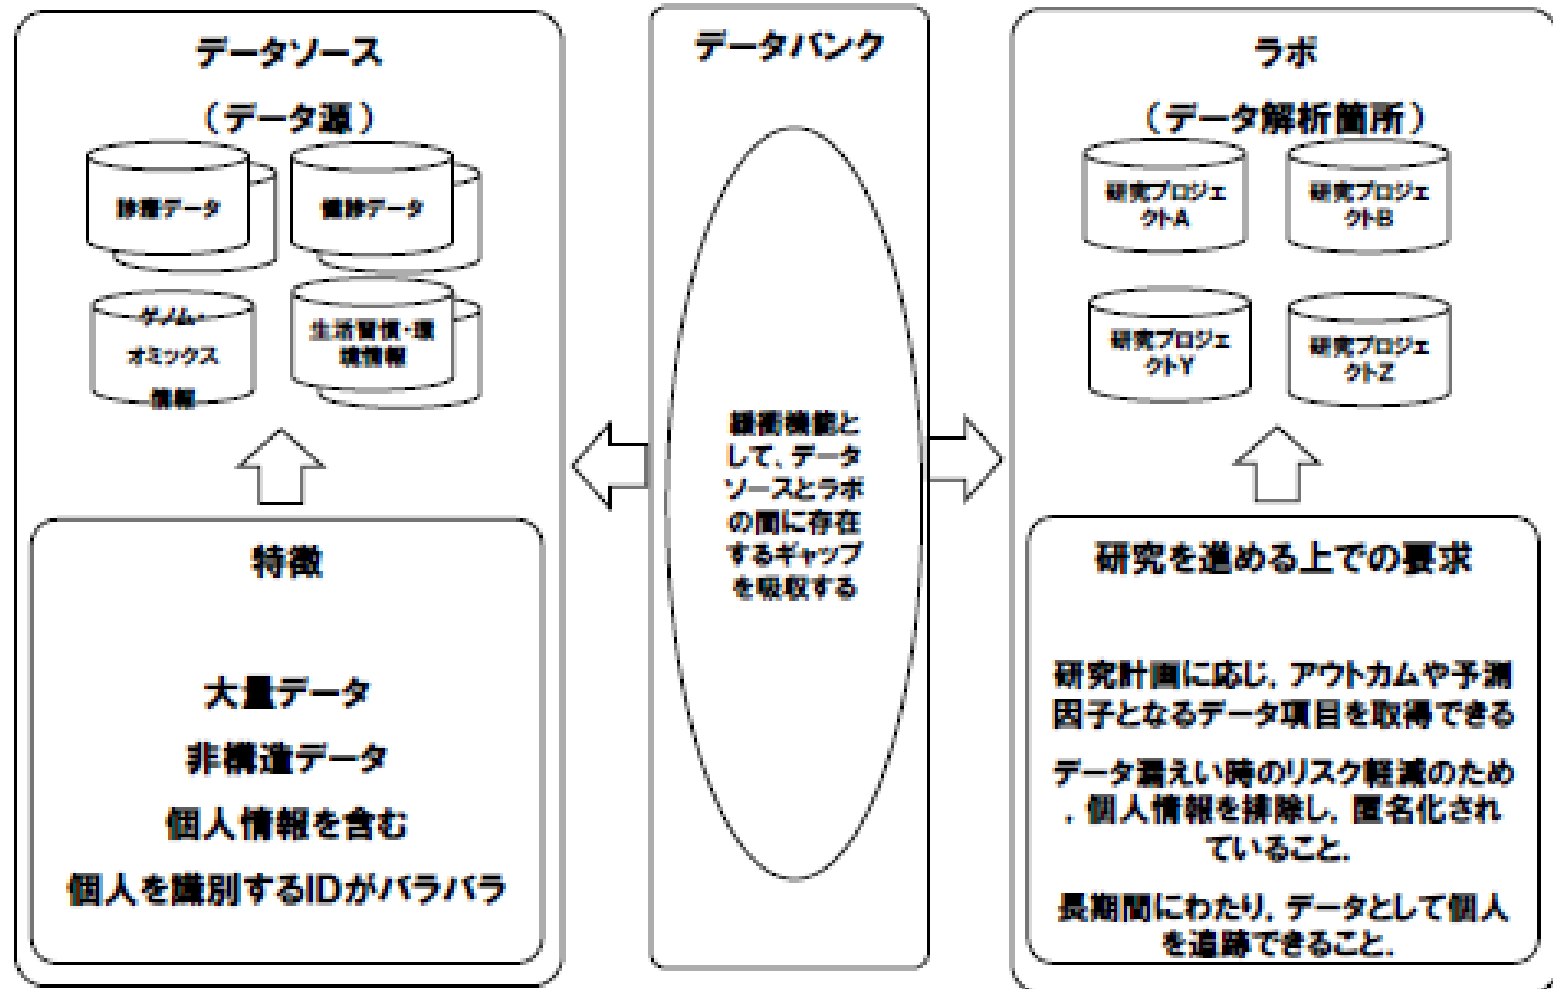 データソース
（データ源）
診療データ
健診データ
ゲノム・
オミックス
情報
生活習慣・環
境情報
特徴
大量データ
非構造データ
個人情報を含む
個人を識別するIDがバラバラ
データバンク
緩衝機能と
して、データ
ソースとラボ
の間に存在
するギャップ
を吸収する
ラボ
（データ解析箇所）
研究プロジェ
クトA
研究プロジェ
クトB
研究プロジェ
クトY
研究プロジェ
クトZ
研究を進める上での要求
研究計画に応じ，アウトカムや予測
因子となるデータ項目を取得できる
データ漏えい時のリスク軽減のため
，個人情報を排除し，匿名化され
ていること．
長期間にわたり，データとして個人
を追跡できること．